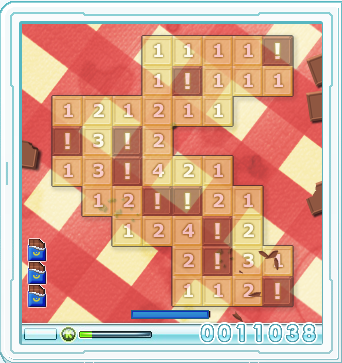 1 1 1 1 !
1 ! 1 1 1
1 2 1 2 1 1
! 3 ! 2
1 3 ! 4 2 1
1 2 ! ! 2 1
1 2 4 ! 2
2 ! 3 1
1 1 2 !
0011038